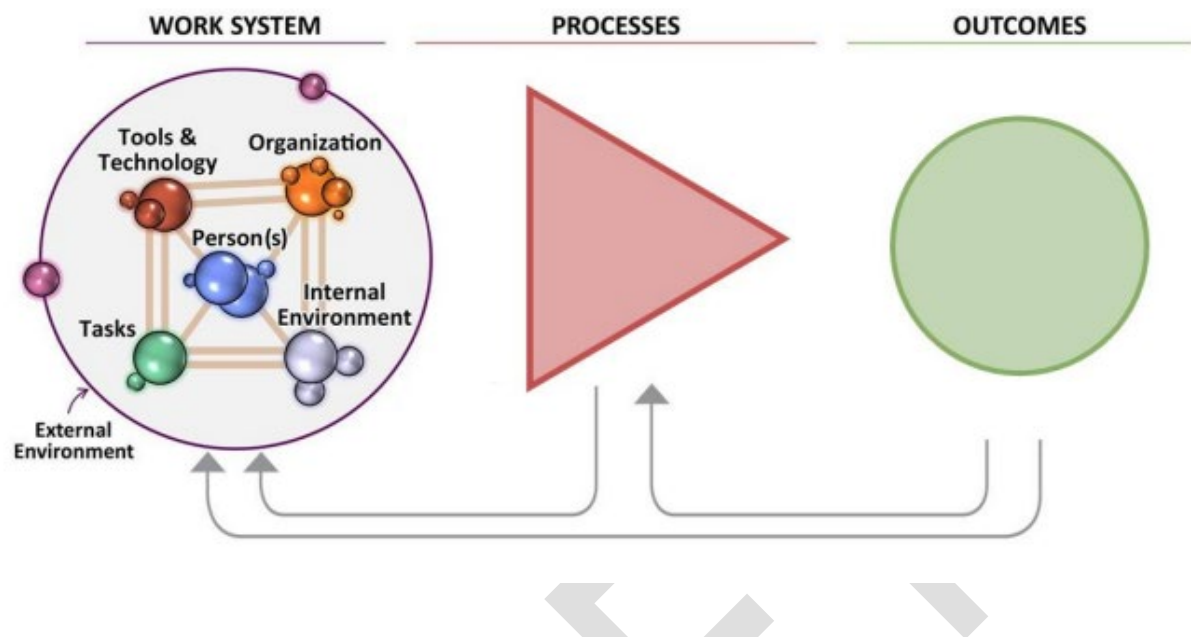 WORK SYSTEM
PROCESSES
OUTCOMES
Tools &
Technology
Organization
Person(s)
Internal
Environment
Tasks
External
Environment